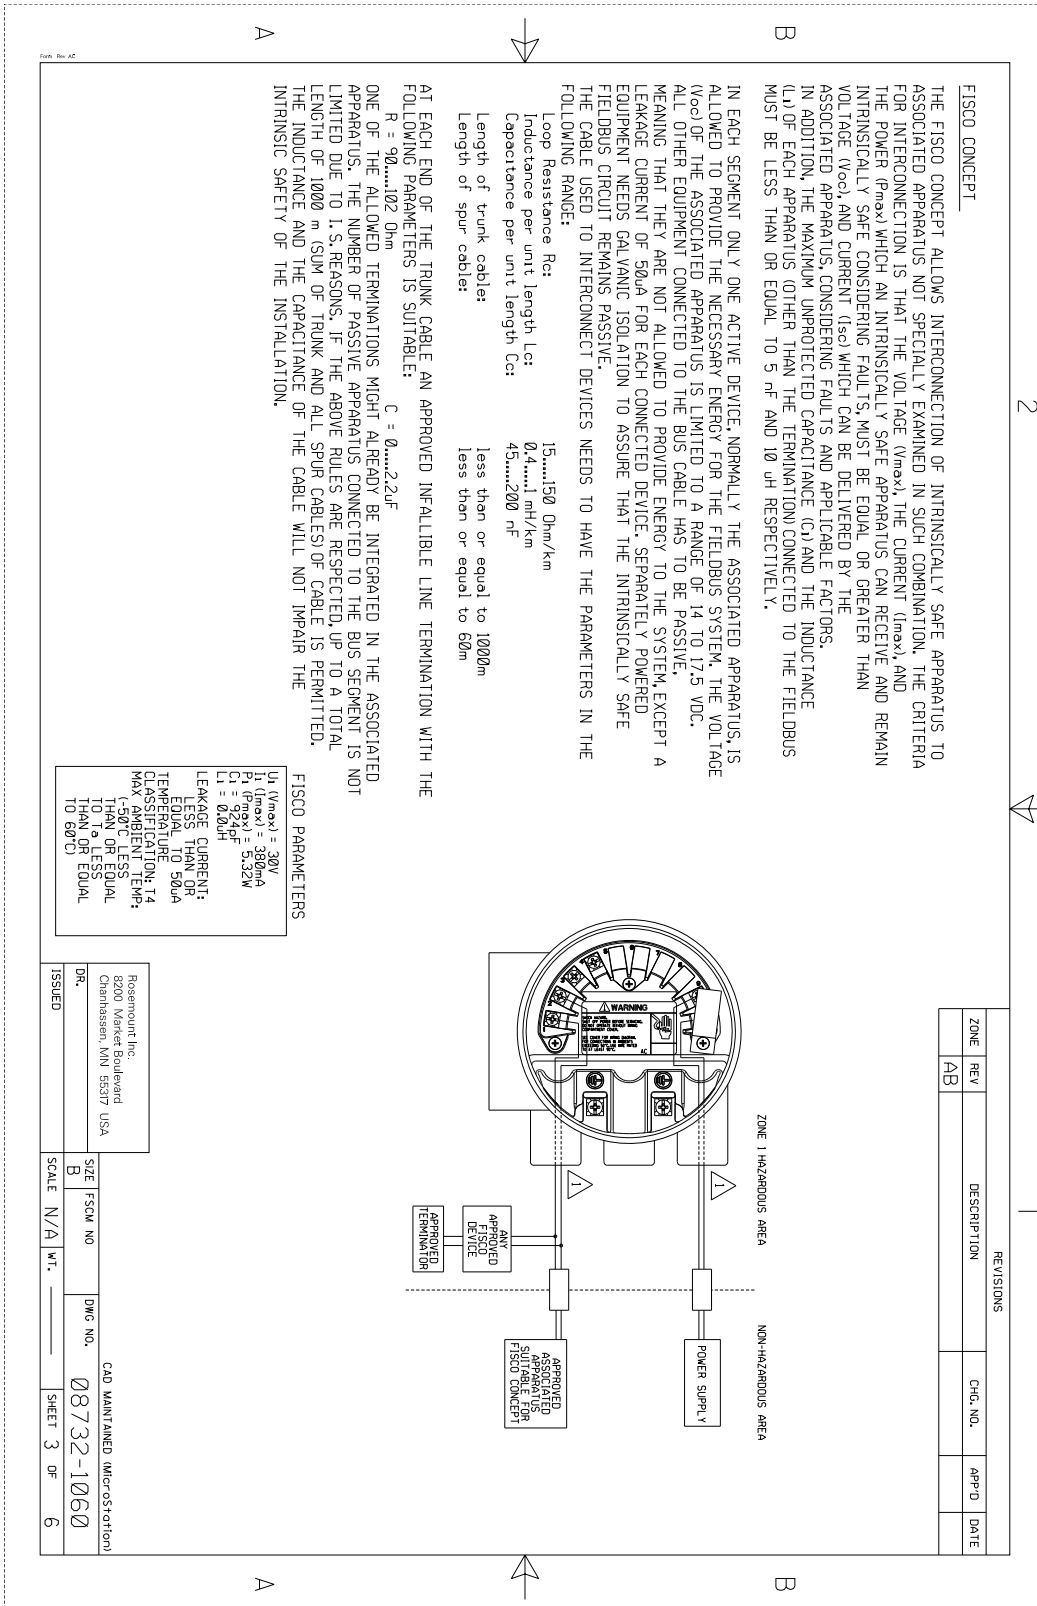 Form Rev AC
2
1
B
B
A
A
REVISIONS
ZONE REV DESCRIPTION CHG. NO. APP'D DATE
AB
FISCO CONCEPT
THE FISCO CONCEPT ALLOWS INTERCONNECTION OF INTRINSICALLY SAFE APPARATUS TO
ASSOCIATED APPARATUS NOT SPECIALLY EXAMINED IN SUCH COMBINATION. THE CRITERIA
FOR INTERCONNECTION IS THAT THE VOLTAGE (Vmax), THE CURRENT (Imax), AND
THE POWER (Pmax) WHICH AN INTRINSICALLY SAFE APPARATUS CAN RECEIVE AND REMAIN
INTRINSICALLY SAFE CONSIDERING FAULTS, MUST BE EQUAL OR GREATER THAN
VOLTAGE (Voc), AND CURRENT (Isc) WHICH CAN BE DELIVERED BY THE
ASSOCIATED APPARATUS, CONSIDERING FAULTS AND APPLICABLE FACTORS.
IN ADDITION, THE MAXIMUM UNPROTECTED CAPACITANCE (Ci) AND THE INDUCTANCE
(Li) OF EACH APPARATUS (OTHER THAN THE TERMINATION) CONNECTED TO THE FIELDBUS
MUST BE LESS THAN OR EQUAL TO 5 nF AND 10 uH RESPECTIVELY.
IN EACH SEGMENT ONLY ONE ACTIVE DEVICE, NORMALLY THE ASSOCIATED APPARATUS, IS
ALLOWED TO PROVIDE THE NECESSARY ENERGY FOR THE FIELDBUS SYSTEM. THE VOLTAGE
(Voc) OF THE ASSOCIATED APPARATUS IS LIMITED TO A RANGE OF 14 TO 17.5 VDC.
ALL OTHER EQUIPMENT CONNECTED TO THE BUS CABLE HAS TO BE PASSIVE,
MEANING THAT THEY ARE NOT ALLOWED TO PROVIDE ENERGY TO THE SYSTEM, EXCEPT A
LEAKAGE CURRENT OF 50uA FOR EACH CONNECTED DEVICE. SEPARATELY POWERED
EQUIPMENT NEEDS GALVANIC ISOLATION TO ASSURE THAT THE INTRINSICALLY SAFE
FIELDBUS CIRCUIT REMAINS PASSIVE.
THE CABLE USED TO INTERCONNECT DEVICES NEEDS TO HAVE THE PARAMETERS IN THE
FOLLOWING RANGE:
Loop Resistance Rc: 15.....150 Ohm/km
Inductance per unit length Lc: 0.4.....1 mH/km
Capacitance per unit length Cc: 45.....200 nF
Length of trunk cable: less than or equal to 1000m
Length of spur cable: less than or equal to 60m
AT EACH END OF THE TRUNK CABLE AN APPROVED INFALLIBLE LINE TERMINATION WITH THE
FOLLOWING PARAMETERS IS SUITABLE:
R = 90.....102 Ohm C = 0.....2.2uF
ONE OF THE ALLOWED TERMINATIONS MIGHT ALREADY BE INTEGRATED IN THE ASSOCIATED
APPARATUS. THE NUMBER OF PASSIVE APPARATUS CONNECTED TO THE BUS SEGMENT IS NOT
LIMITED DUE TO I.S. REASONS. IF THE ABOVE RULES ARE RESPECTED, UP TO A TOTAL
LENGTH OF 1000 m (SUM OF TRUNK AND ALL SPUR CABLES) OF CABLE IS PERMITTED.
THE INDUCTANCE AND THE CAPACITANCE OF THE CABLE WILL NOT IMPAIR THE
INTRINSIC SAFETY OF THE INSTALLATION.
ZONE 1 HAZARDOUS AREA
NON-HAZARDOUS AREA
1
1
POWER SUPPLY
APPROVED
ASSOCIATED
APPARATUS
SUITABLE FOR
FISCO CONCEPT
ANY
APPROVED
FISCO
DEVICE
APPROVED
TERMINATOR
WARNING
AC
FISCO PARAMETERS
Ui (Vmax) = 30V
Ii (Imax) = 380mA
Pi (Pmax) = 5.32W
Ci = 924pF
Li = 0.0uH
LEAKAGE CURRENT:
LESS THAN OR
EQUAL TO 50uA
TEMPERATURE
CLASSIFICATION: T4
MAX AMBIENT TEMP:
(-50°C LESS
THAN OR EQUAL
TO Ta LESS
THAN OR EQUAL
TO 60°C)
Rosemount Inc.
8200 Market Boulevard
Chanhassen, MN 55317 USA
DR.
ISSUED
CAD MAINTAINED (MicroStation)
SIZE B FSCM NO DWG NO. 08732-1060
SCALE N/A WT. SHEET 3 OF 6